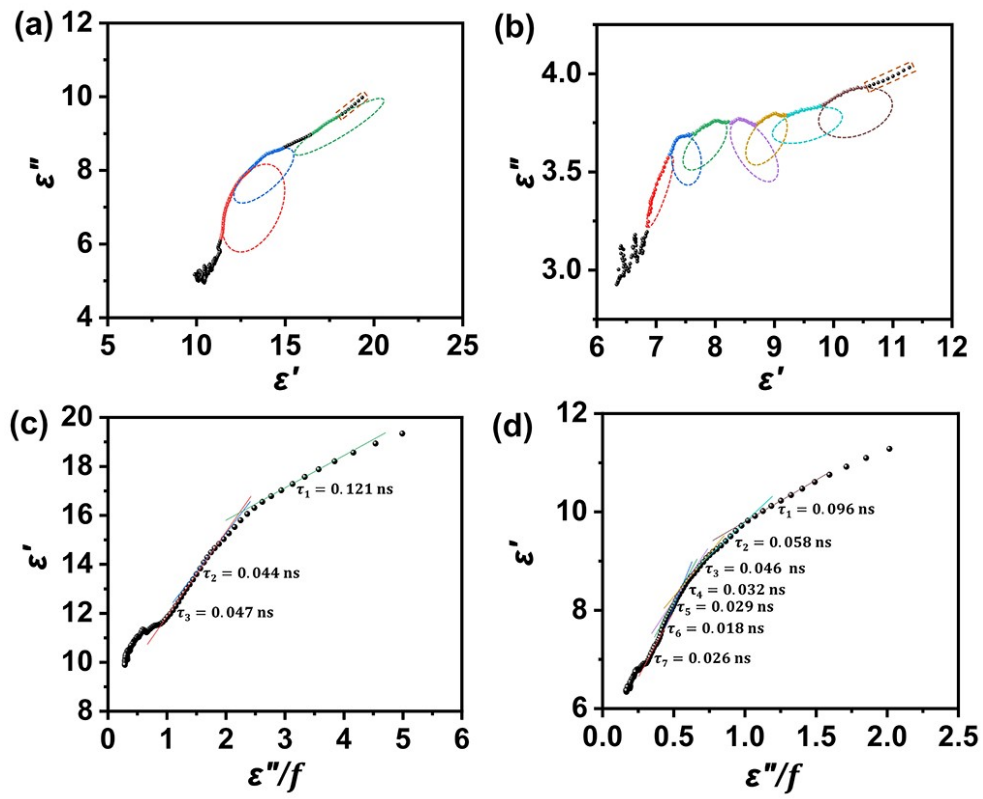 (a)
12
10
8
6
4
ε″
5
10
15
20
25
ε′
(b)
4.0
3.5
3.0
ε″
6
7
8
9
10
11
12
ε′
(c)
20
18
16
14
12
10
8
ε′
τ₁ = 0.121 ns
τ₂ = 0.044 ns
τ₃ = 0.047 ns
0
1
2
3
4
5
6
ε″/f
(d)
12
10
8
6
ε′
τ₁ = 0.096 ns
τ₂ = 0.058 ns
τ₃ = 0.046 ns
τ₄ = 0.032 ns
τ₅ = 0.029 ns
τ₆ = 0.018 ns
τ₇ = 0.026 ns
0.0
0.5
1.0
1.5
2.0
2.5
ε″/f